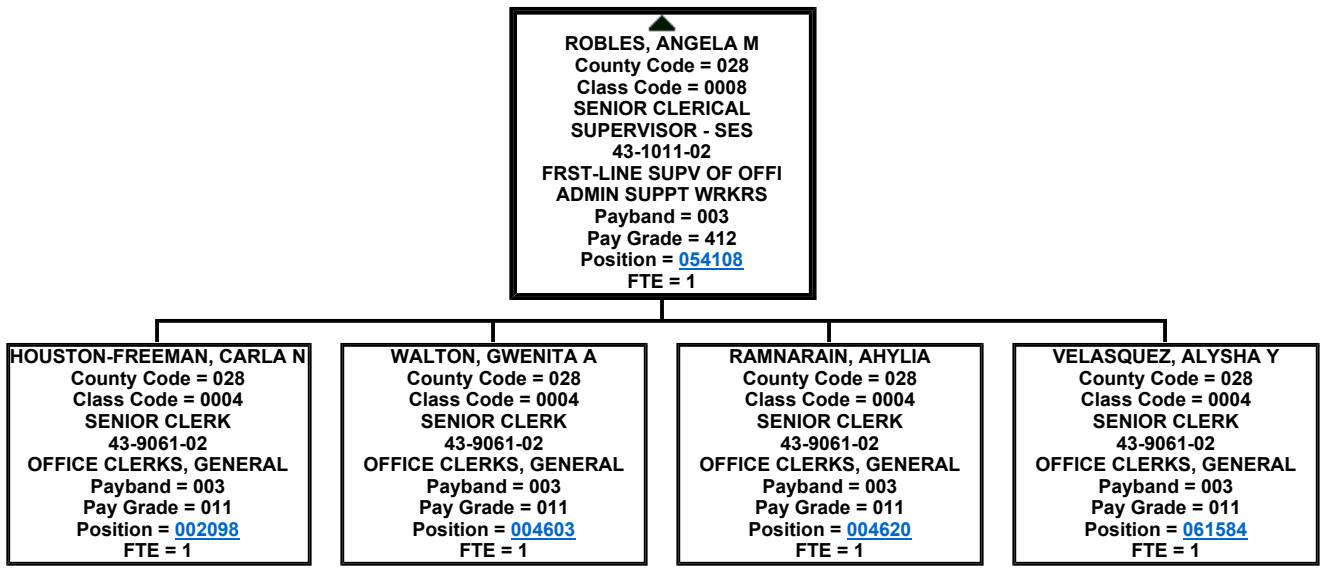 ROBLES, ANGELA M
County Code = 028
Class Code = 0008
SENIOR CLERICAL
SUPERVISOR - SES
43-1011-02
FRST-LINE SUPV OF OFFI
ADMIN SUPPT WRKRS
Payband = 003
Pay Grade = 412
Position = 054108
FTE = 1
HOUSTON-FREEMAN, CARLA N
County Code = 028
Class Code = 0004
SENIOR CLERK
43-9061-02
OFFICE CLERKS, GENERAL
Payband = 003
Pay Grade = 011
Position = 002098
FTE = 1
WALTON, GWENITA A
County Code = 028
Class Code = 0004
SENIOR CLERK
43-9061-02
OFFICE CLERKS, GENERAL
Payband = 003
Pay Grade = 011
Position = 004603
FTE = 1
RAMNARAIN, AHYLIA
County Code = 028
Class Code = 0004
SENIOR CLERK
43-9061-02
OFFICE CLERKS, GENERAL
Payband = 003
Pay Grade = 011
Position = 004620
FTE = 1
VELASQUEZ, ALYSHA Y
County Code = 028
Class Code = 0004
SENIOR CLERK
43-9061-02
OFFICE CLERKS, GENERAL
Payband = 003
Pay Grade = 011
Position = 061584
FTE = 1